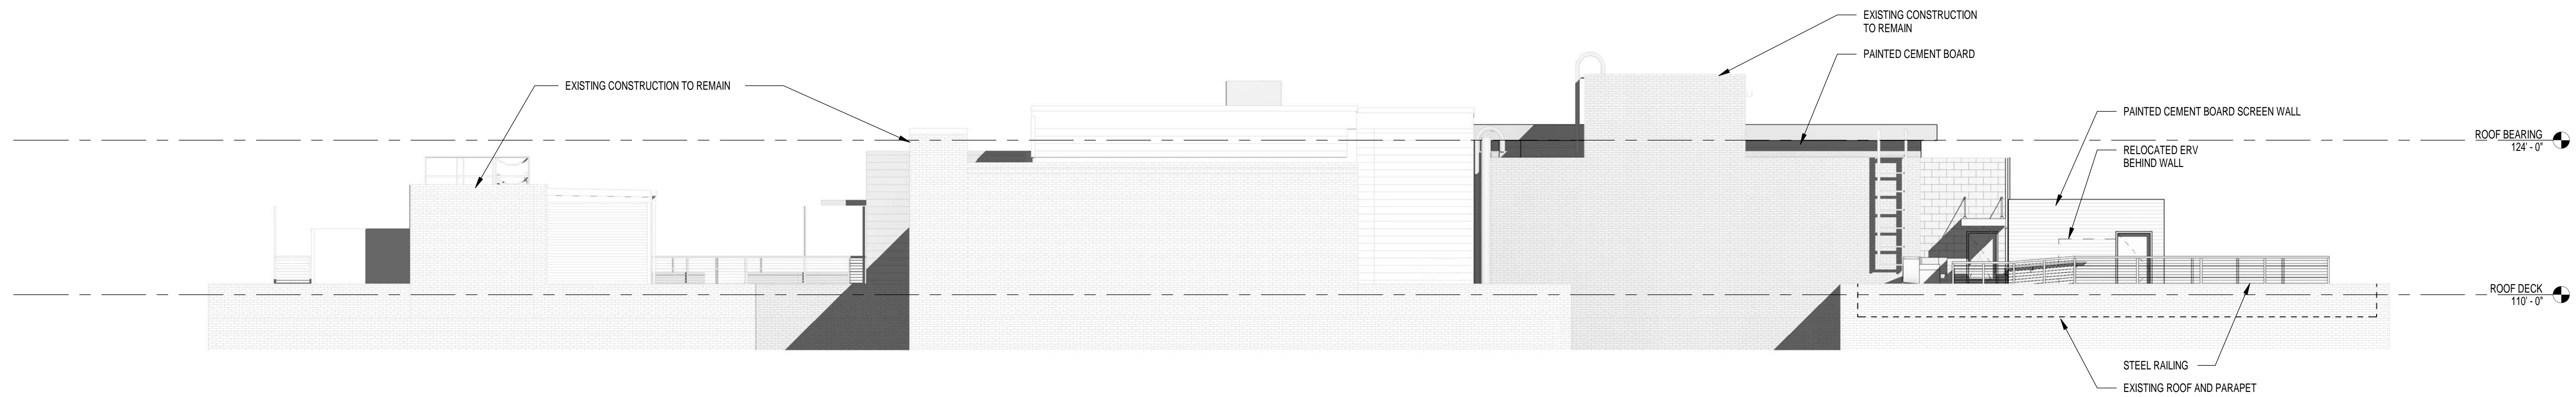 EXISTING CONSTRUCTION
TO REMAIN
PAINTED CEMENT BOARD
EXISTING CONSTRUCTION TO REMAIN
PAINTED CEMENT BOARD SCREEN WALL
ROOF BEARING
124' - 0"
RELOCATED ERV
BEHIND WALL
ROOF DECK
110' - 0"
STEEL RAILING
EXISTING ROOF AND PARAPET